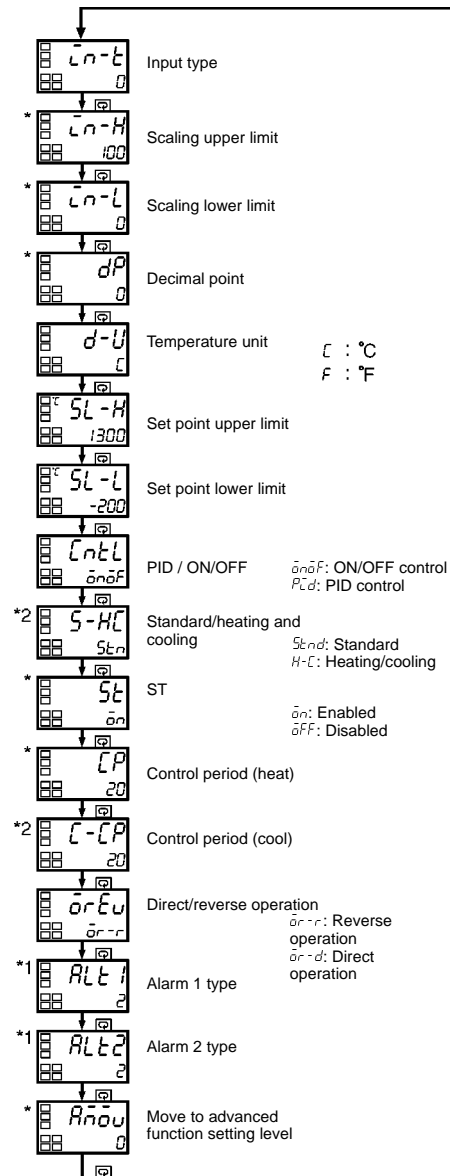 in-t
0
Input type
*
in-H
100
Scaling upper limit
*
in-L
0
Scaling lower limit
*
dP
0
Decimal point
d-U
C
Temperature unit
C : °C
F : °F
°C SL-H
1300
Set point upper limit
°C SL-L
-200
Set point lower limit
CntL
onoF
PID / ON/OFF
onoF: ON/OFF control
Pid: PID control
*2
S-HC
Stn
Standard/heating and
cooling
Stnd: Standard
H-C: Heating/cooling
*
St
on
ST
on: Enabled
oFF: Disabled
*
CP
20
Control period (heat)
*2
C-CP
20
Control period (cool)
orEv
or-r
Direct/reverse operation
or-r: Reverse
operation
or-d: Direct
operation
*1
ALt1
2
Alarm 1 type
*1
ALt2
2
Alarm 2 type
*
Amov
0
Move to advanced
function setting level